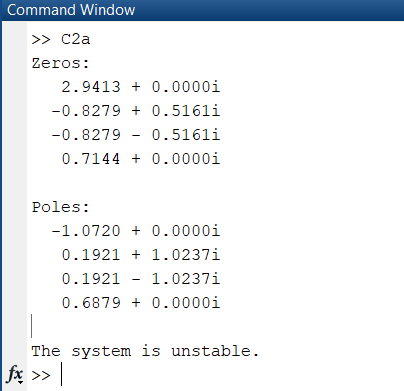 Command Window
>> C2a
Zeros:
2.9413 + 0.0000i
-0.8279 + 0.5161i
-0.8279 - 0.5161i
0.7144 + 0.0000i
Poles:
-1.0720 + 0.0000i
0.1921 + 1.0237i
0.1921 - 1.0237i
0.6879 + 0.0000i
The system is unstable.
fx >>